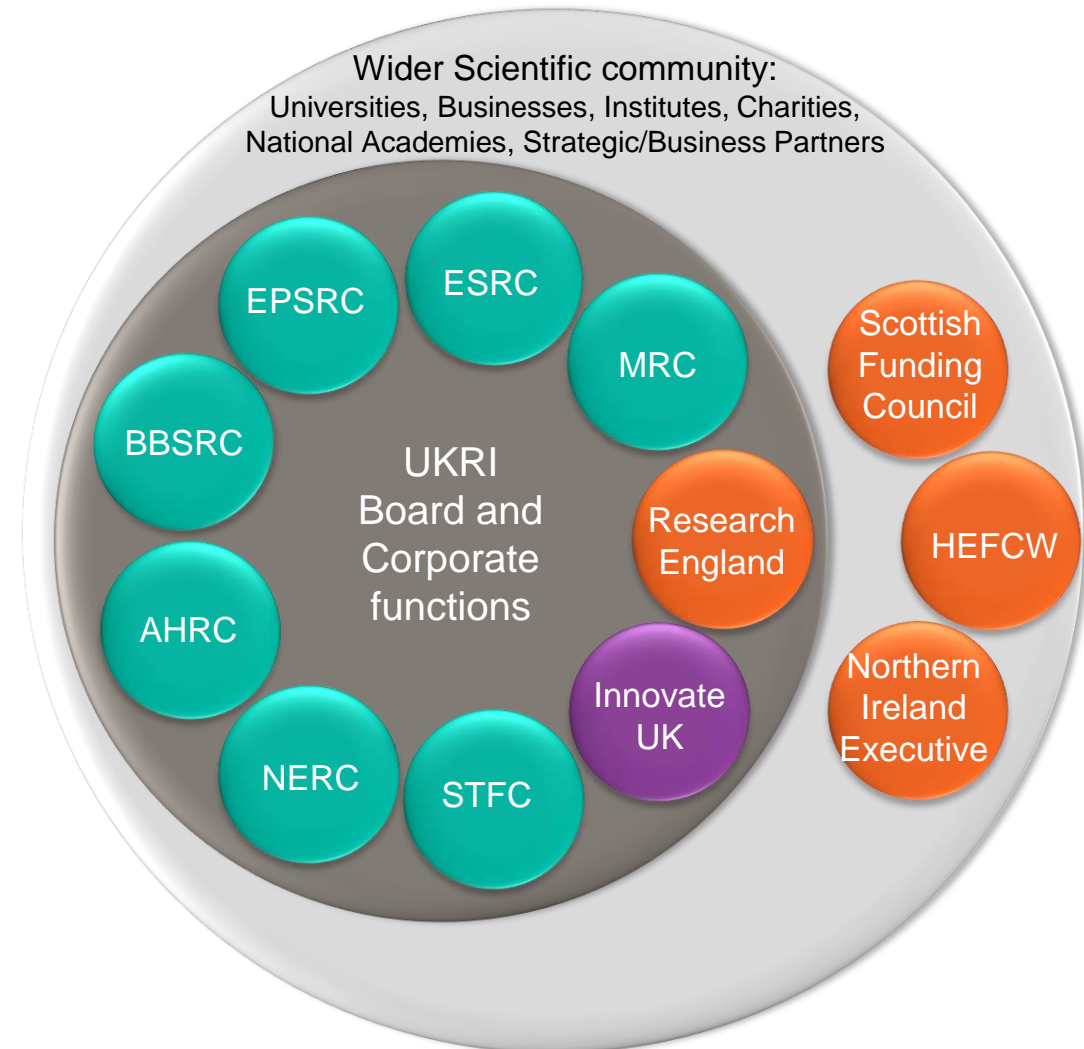 Wider Scientific community:
Universities, Businesses, Institutes, Charities,
National Academies, Strategic/Business Partners
EPSRC
ESRC
MRC
BBSRC
AHRC
NERC
STFC
UKRI
Board and
Corporate
functions
Research
England
Innovate
UK
Scottish
Funding
Council
HEFCW
Northern
Ireland
Executive